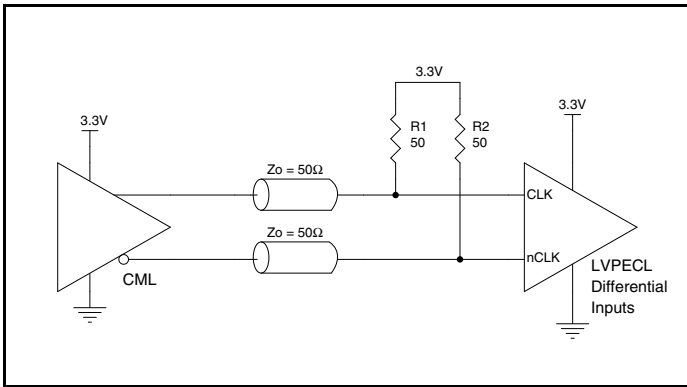 3.3V
3.3V
3.3V
R1
50
R2
50
Zo = 50Ω
CLK
Zo = 50Ω
nCLK
CML
LVPECL
Differential
Inputs